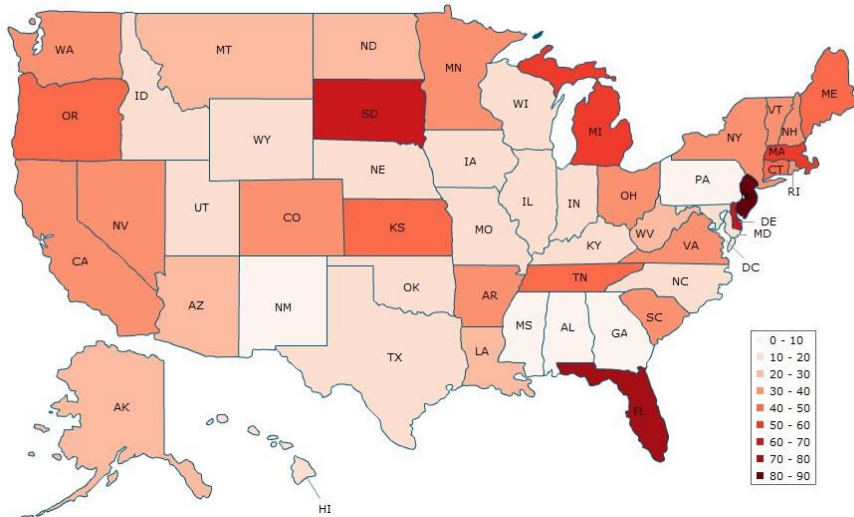 WA
MT
ND
MN
ME
VT
OR
ID
SD
WI
NY
NH
MI
MA
WY
CT
RI
IA
PA
NE
NV
OH
IL
IN
DE
UT
CO
WV
MD
KS
MO
VA
CA
KY
DC
OK
TN
NC
AZ
AR
NM
SC
MS
AL
GA
TX
LA
AK
FL
HI
0 - 10
10 - 20
20 - 30
30 - 40
40 - 50
50 - 60
60 - 70
70 - 80
80 - 90